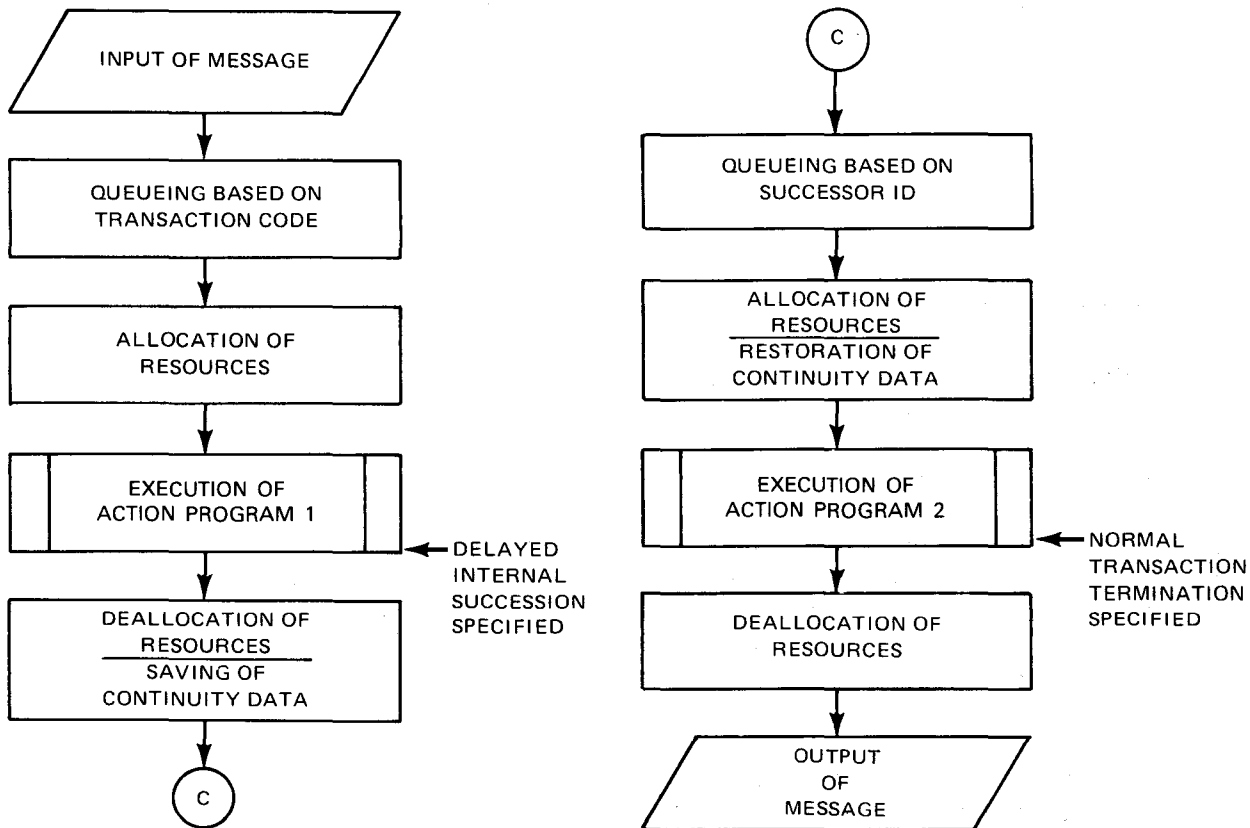 INPUT OF MESSAGE
QUEUEING BASED ON
TRANSACTION CODE
ALLOCATION OF
RESOURCES
EXECUTION OF
ACTION PROGRAM 1
DELAYED
INTERNAL
SUCCESSION
SPECIFIED
DEALLOCATION OF
RESOURCES
SAVING OF
CONTINUITY DATA
C
C
QUEUEING BASED ON
SUCCESSOR ID
ALLOCATION OF
RESOURCES
RESTORATION OF
CONTINUITY DATA
EXECUTION OF
ACTION PROGRAM 2
NORMAL
TRANSACTION
TERMINATION
SPECIFIED
DEALLOCATION OF
RESOURCES
OUTPUT
OF
MESSAGE